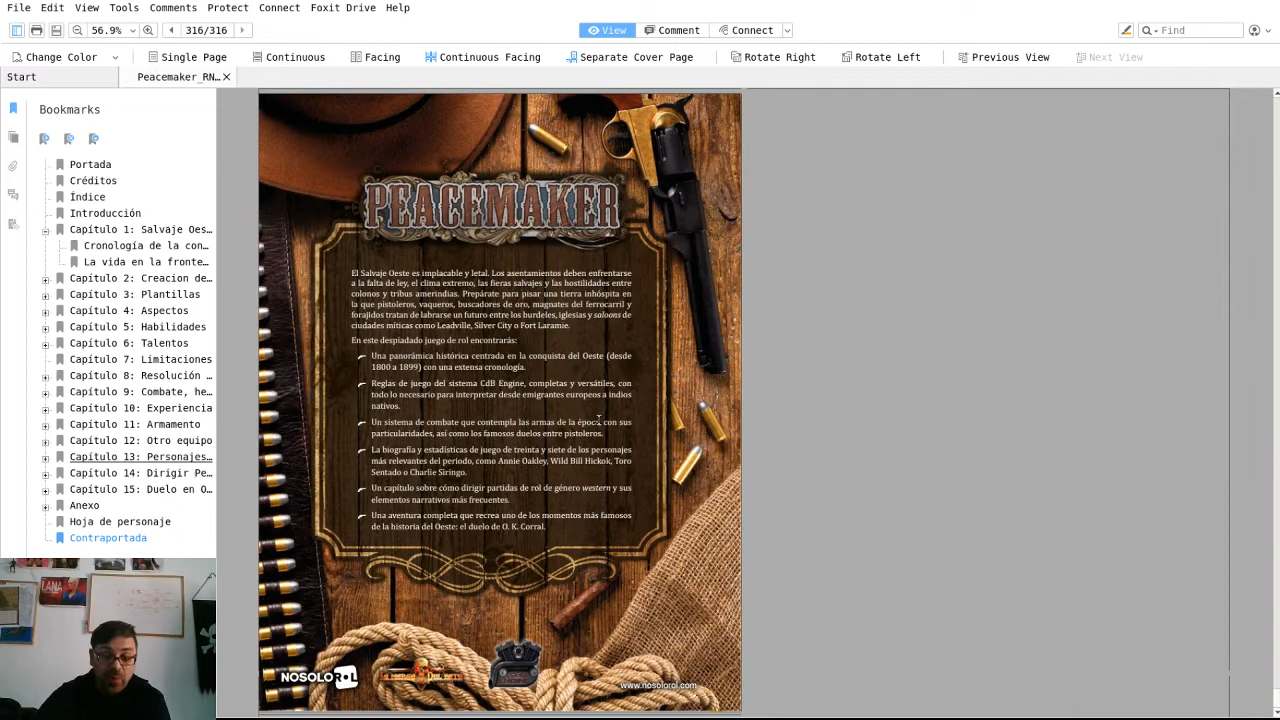 File Edit View Tools Comments Protect Connect Foxit Drive Help
56.9% 316/316 View Comment Connect Find
Change Color Single Page Continuous Facing Continuous Facing Separate Cover Page Rotate Right Rotate Left Previous View Next View
Start Peacemaker_RN...
Bookmarks
Portada
Créditos
Índice
Introducción
Capítulo 1: Salvaje Oes...
Cronología de la con...
La vida en la fronte...
Capítulo 2: Creacion de...
Capítulo 3: Plantillas
Capítulo 4: Aspectos
Capítulo 5: Habilidades
Capítulo 6: Talentos
Capítulo 7: Limitaciones
Capítulo 8: Resolución ...
Capítulo 9: Combate, he...
Capítulo 10: Experiencia
Capítulo 11: Armamento
Capítulo 12: Otro equipo
Capítulo 13: Personajes...
Capítulo 14: Dirigir Pe...
Capítulo 15: Duelo en O...
Anexo
Hoja de personaje
Contraportada
LANA
PEACEMAKER
El Salvaje Oeste es implacable y letal. Los asentamientos deben enfrentarse
a la falta de ley, el clima extremo, las fieras salvajes y las hostilidades entre
colonos y tribus amerindias. Prepárate para pisar una tierra inhóspita en
la que pistoleros, vaqueros, buscadores de oro, magnates del ferrocarril y
forajidos tratan de labrarse un futuro entre los burdeles, iglesias y saloons de
ciudades míticas como Leadville, Silver City o Fort Laramie.
En este despiadado juego de rol encontrarás:
Una panorámica histórica centrada en la conquista del Oeste (desde
1800 a 1899) con una extensa cronología.
Reglas de juego del sistema CdB Engine, completas y versátiles, con
todo lo necesario para interpretar desde emigrantes europeos a indios
nativos.
Un sistema de combate que contempla las armas de la época con sus
particularidades, así como los famosos duelos entre pistoleros.
La biografía y estadísticas de juego de treinta y siete de los personajes
más relevantes del periodo, como Annie Oakley, Wild Bill Hickok, Toro
Sentado o Charlie Siringo.
Un capítulo sobre cómo dirigir partidas de rol de género western y sus
elementos narrativos más frecuentes.
Una aventura completa que recrea uno de los momentos más famosos
de la historia del Oeste: el duelo de O. K. Corral.
NOSOLOROL
www.nosolorol.com